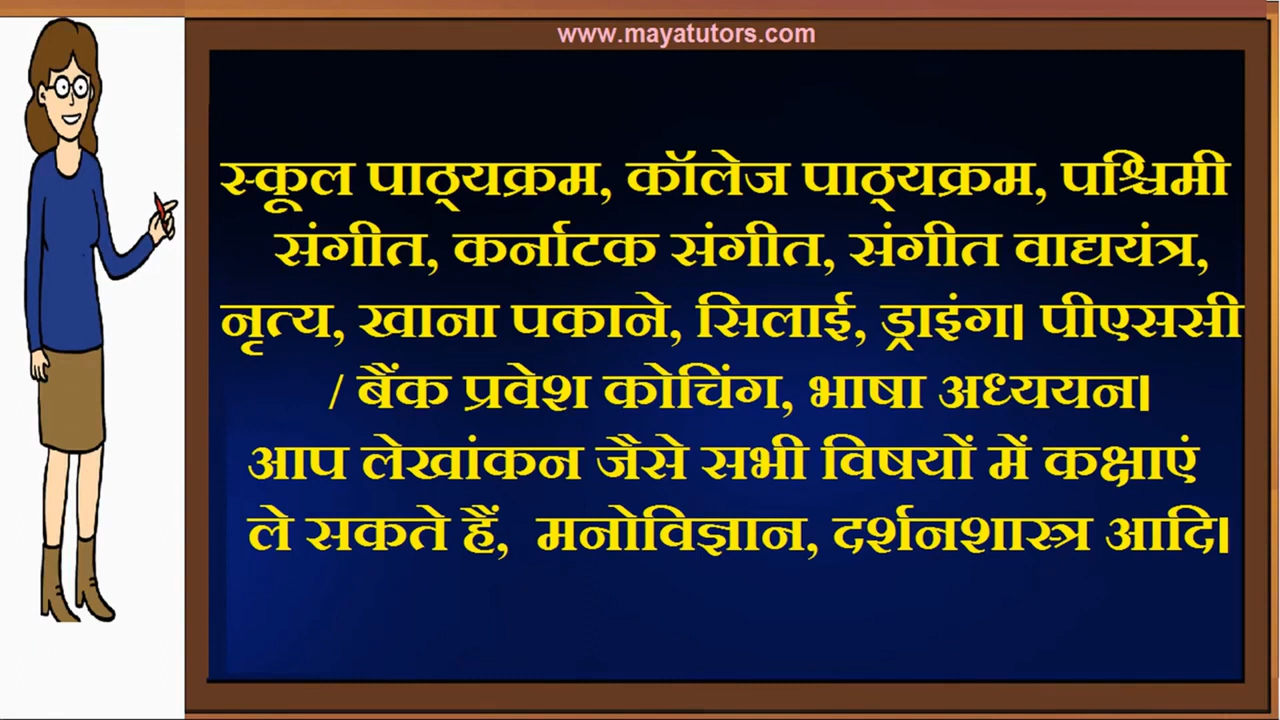 www.mayatutors.com
स्कूल पाठ्यक्रम, कॉलेज पाठ्यक्रम, पश्चिमी
संगीत, कर्नाटक संगीत, संगीत वाद्ययंत्र,
नृत्य, खाना पकाने, सिलाई, ड्राइंग। पीएससी
/ बैंक प्रवेश कोचिंग, भाषा अध्ययन।
आप लेखांकन जैसे सभी विषयों में कक्षाएं
ले सकते हैं, मनोविज्ञान, दर्शनशास्त्र आदि।